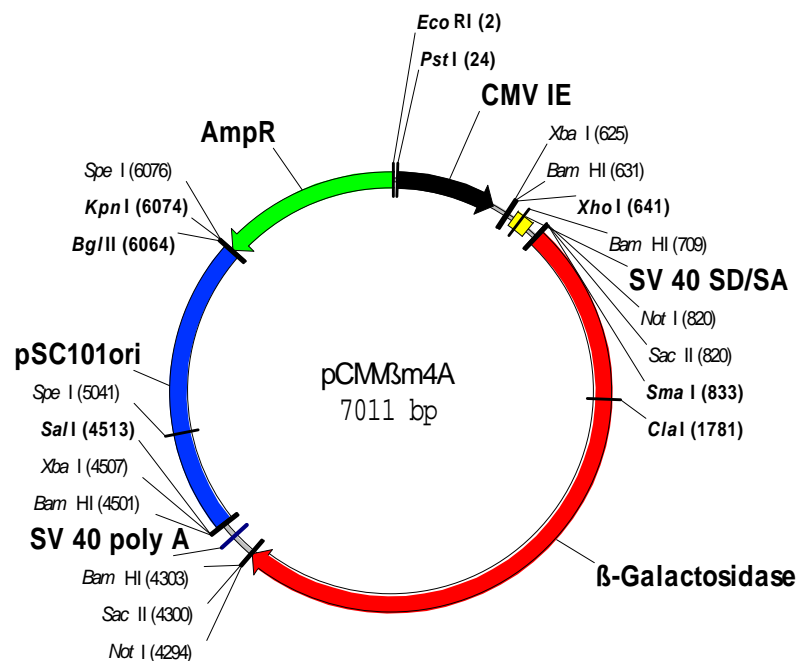 Eco RI (2)
Pst I (24)
CMV IE
Xba I (625)
Bam HI (631)
Xho I (641)
Bam HI (709)
SV 40 SD/SA
Not I (820)
Sac II (820)
Sma I (833)
Cla I (1781)
ß-Galactosidase
AmpR
Spe I (6076)
Kpn I (6074)
Bgl II (6064)
pSC101ori
Spe I (5041)
Sal I (4513)
Xba I (4507)
Bam HI (4501)
SV 40 poly A
Bam HI (4303)
Sac II (4300)
Not I (4294)
pCMVßm4A
7011 bp